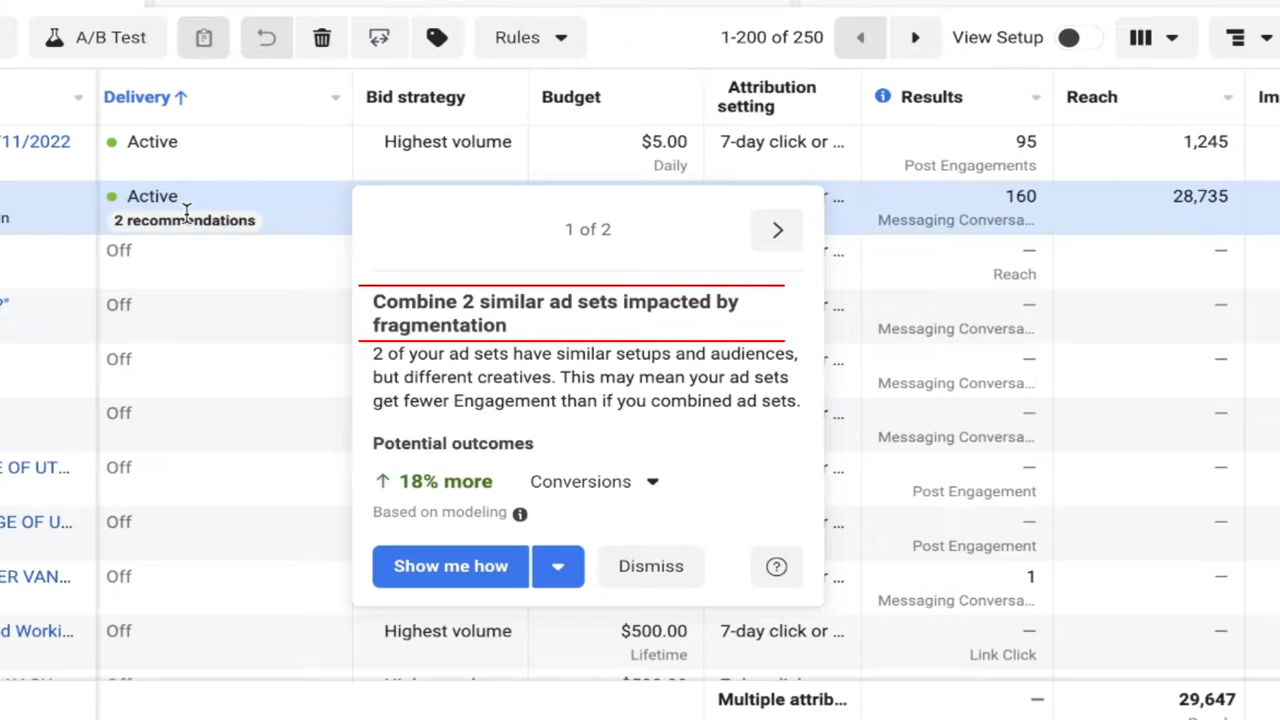 A/B Test
Rules
1-200 of 250
View Setup
Delivery ↑
Bid strategy
Budget
Attribution
setting
Results
Reach
Im
/11/2022
Active
Highest volume
$5.00
Daily
7-day click or ...
95
Post Engagements
1,245
n
Active
2 recommendations
...
160
Messaging Conversa...
28,735
Off
...
—
Reach
—
?"
Off
...
—
Messaging Conversa...
—
Off
...
—
Messaging Conversa...
—
Off
...
—
Messaging Conversa...
—
E OF UT...
Off
r ...
—
Post Engagement
—
GE OF U...
Off
r ...
—
Post Engagement
—
ER VAN...
Off
r ...
1
Messaging Conversa...
—
d Worki...
Off
Highest volume
$500.00
Lifetime
7-day click or ...
—
Link Click
—
Multiple attrib...
—
29,647
1 of 2
Combine 2 similar ad sets impacted by
fragmentation
2 of your ad sets have similar setups and audiences,
but different creatives. This may mean your ad sets
get fewer Engagement than if you combined ad sets.
Potential outcomes
↑ 18% more
Conversions
Based on modeling
Show me how
Dismiss